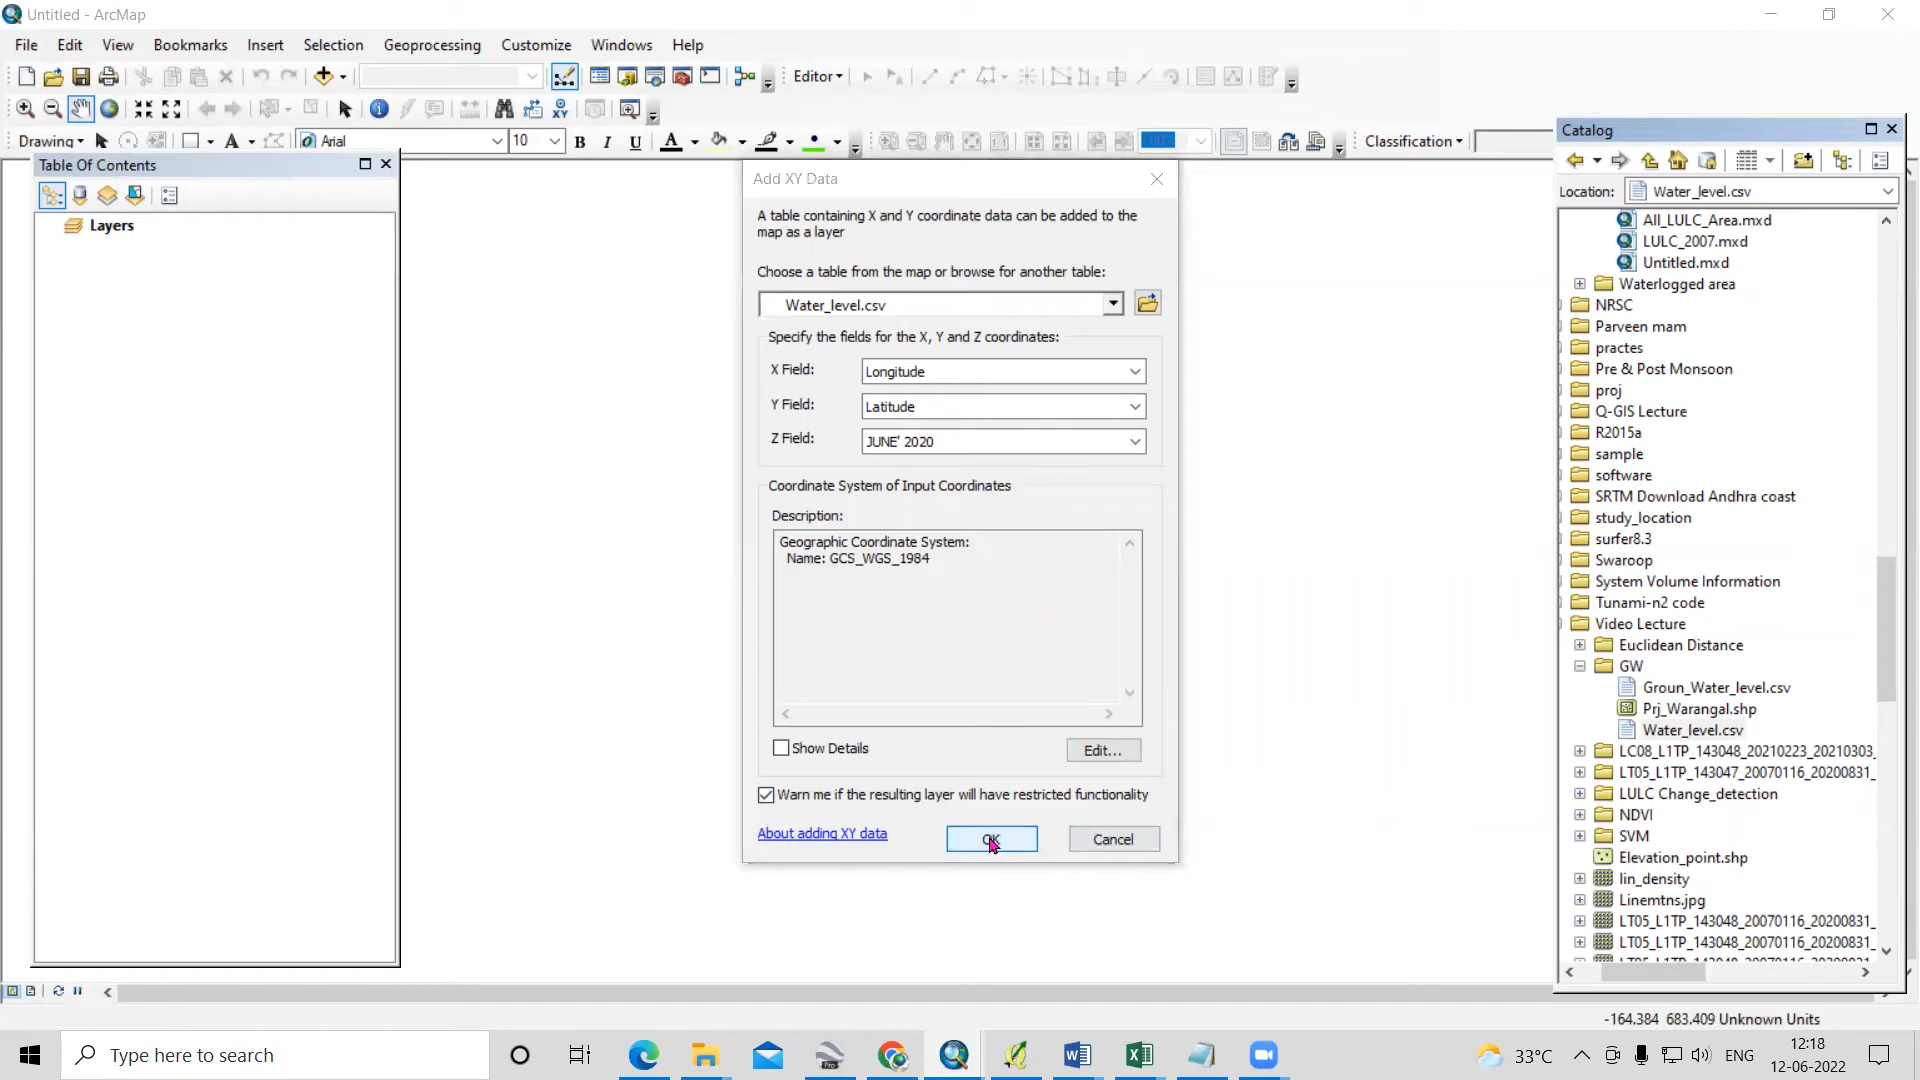 Untitled - ArcMap
File Edit View Bookmarks Insert Selection Geoprocessing Customize Windows Help
Editor
Drawing Arial 10 B I U A Classification
Table Of Contents
Layers
Add XY Data
A table containing X and Y coordinate data can be added to the
map as a layer
Choose a table from the map or browse for another table:
Water_level.csv
Specify the fields for the X, Y and Z coordinates:
X Field: Longitude
Y Field: Latitude
Z Field: JUNE' 2020
Coordinate System of Input Coordinates
Description:
Geographic Coordinate System:
Name: GCS_WGS_1984
Show Details
Edit...
Warn me if the resulting layer will have restricted functionality
About adding XY data
OK
Cancel
Catalog
Location: Water_level.csv
All_LULC_Area.mxd
LULC_2007.mxd
Untitled.mxd
Waterlogged area
NRSC
Parveen mam
practes
Pre & Post Monsoon
proj
Q-GIS Lecture
R2015a
sample
software
SRTM Download Andhra coast
study_location
surfer8.3
Swaroop
System Volume Information
Tunami-n2 code
Video Lecture
Euclidean Distance
GW
Groun_Water_level.csv
Prj_Warangal.shp
Water_level.csv
LC08_L1TP_143048_20210223_20210303_
LT05_L1TP_143047_20070116_20200831_
LULC Change_detection
NDVI
SVM
Elevation_point.shp
lin_density
Linemtns.jpg
LT05_L1TP_143048_20070116_20200831_
LT05_L1TP_143048_20070116_20200831_
-164.384 683.409 Unknown Units
Type here to search
33°C
ENG
12:18
12-06-2022